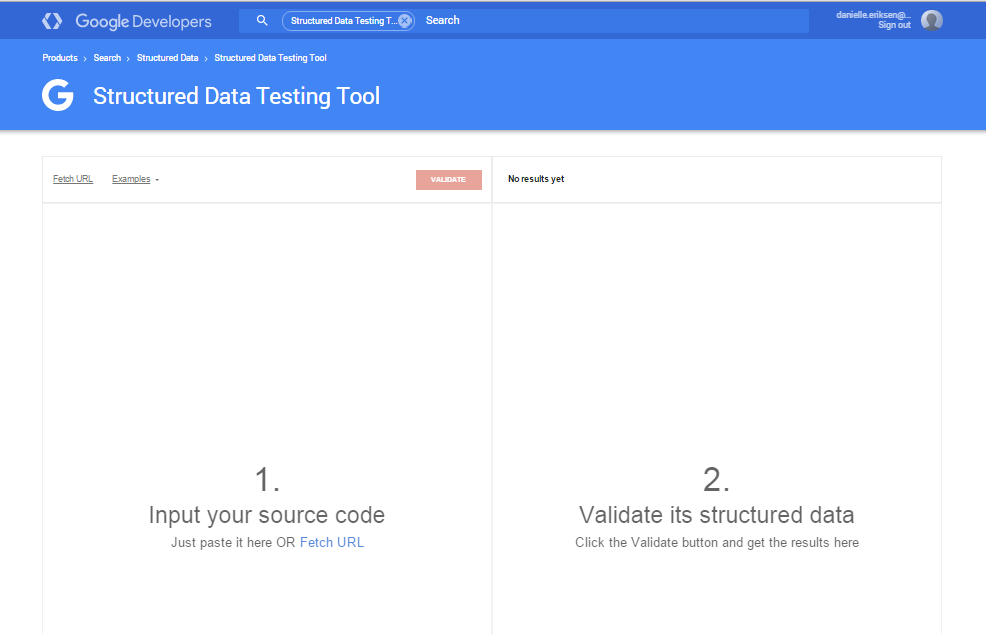 Google Developers
Structured Data Testing T...
Search
danielle.eriksen@...
Sign out
Products › Search › Structured Data › Structured Data Testing Tool
G Structured Data Testing Tool
Fetch URL Examples VALIDATE No results yet
1.
Input your source code
Just paste it here OR Fetch URL
2.
Validate its structured data
Click the Validate button and get the results here